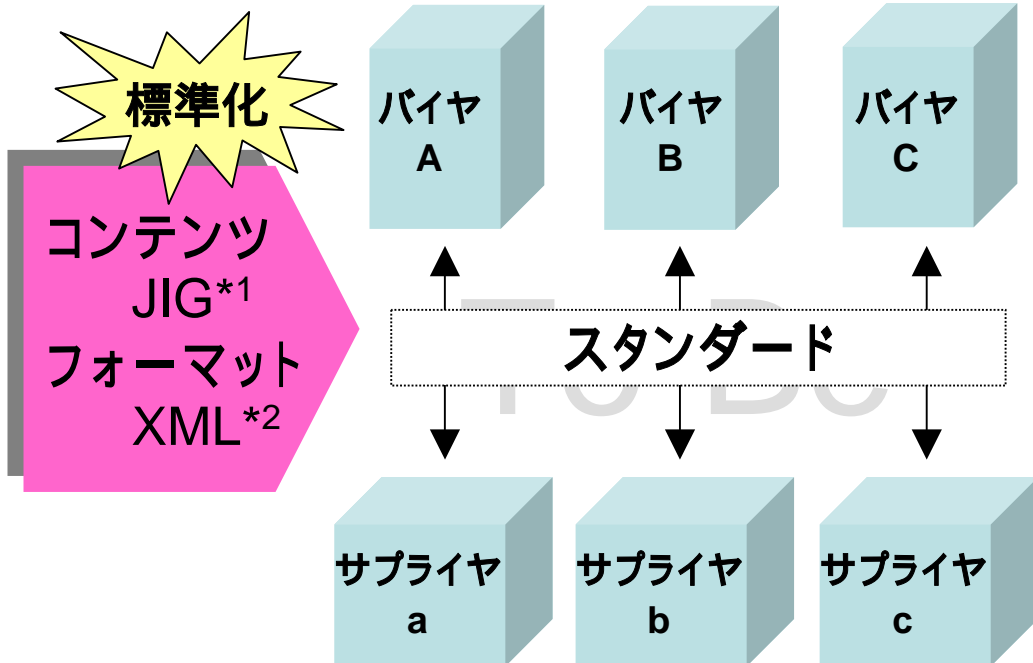 標準化
コンテンツ
JIG*1
フォーマット
XML*2
バイヤ
A
バイヤ
B
バイヤ
C
To Be
スタンダード
サプライヤ
a
サプライヤ
b
サプライヤ
c